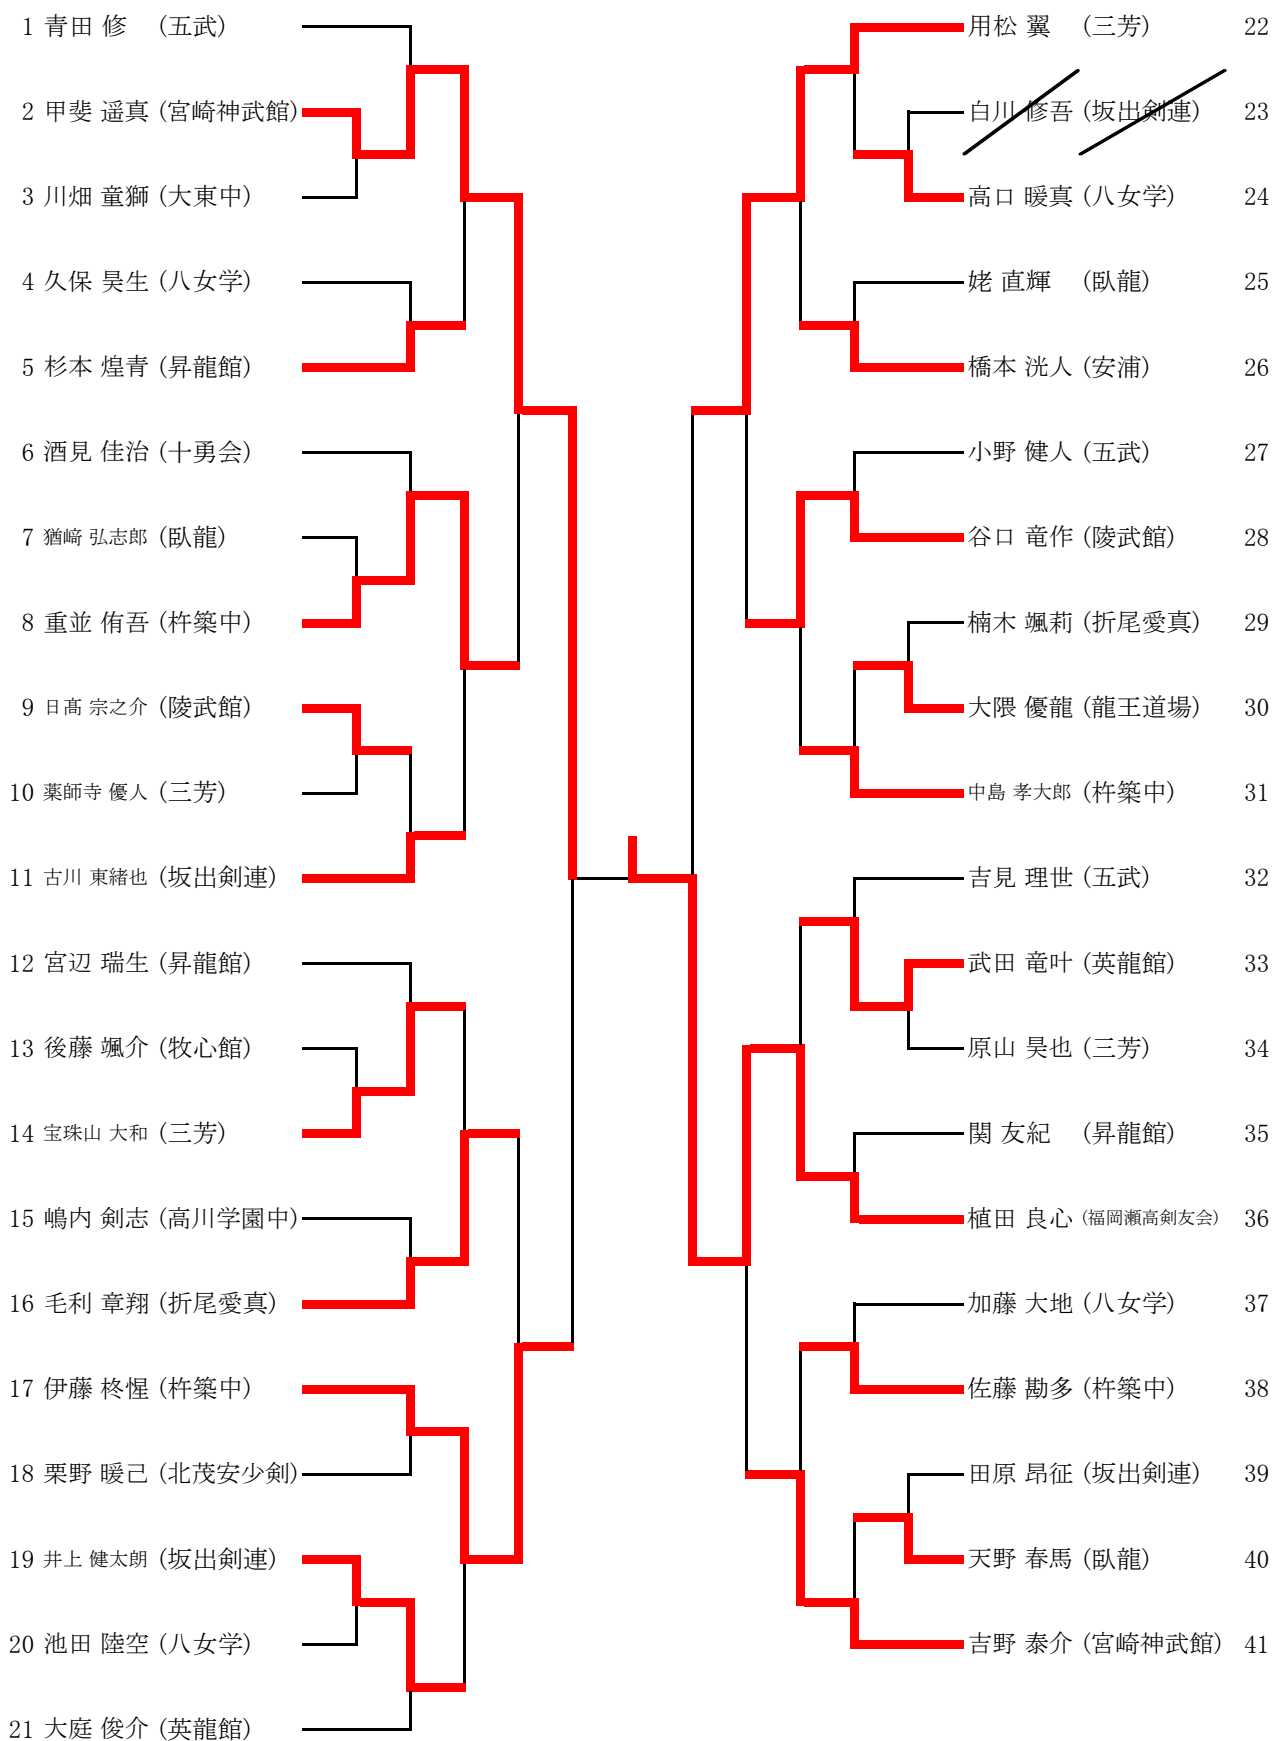 1 青田 修 (五武)
2 甲斐 遥真 (宮崎神武館)
3 川畑 童獅 (大東中)
4 久保 昊生 (八女学)
5 杉本 煌青 (昇龍館)
6 酒見 佳治 (十勇会)
7 猶﨑 弘志郎 (臥龍)
8 重並 侑吾 (杵築中)
9 日髙 宗之介 (陵武館)
10 薬師寺 優人 (三芳)
11 古川 東緒也 (坂出剣連)
12 宮辺 瑞生 (昇龍館)
13 後藤 颯介 (牧心館)
14 宝珠山 大和 (三芳)
15 嶋内 剣志 (高川学園中)
16 毛利 章翔 (折尾愛真)
17 伊藤 柊惺 (杵築中)
18 栗野 暖己 (北茂安少剣)
19 井上 健太朗 (坂出剣連)
20 池田 陸空 (八女学)
21 大庭 俊介 (英龍館)
用松 翼 (三芳) 22
白川 修吾 (坂出剣連) 23
高口 暖真 (八女学) 24
姥 直輝 (臥龍) 25
橋本 洸人 (安浦) 26
小野 健人 (五武) 27
谷口 竜作 (陵武館) 28
楠木 颯莉 (折尾愛真) 29
大隈 優龍 (龍王道場) 30
中島 孝大郎 (杵築中) 31
吉見 理世 (五武) 32
武田 竜叶 (英龍館) 33
原山 昊也 (三芳) 34
関 友紀 (昇龍館) 35
植田 良心 (福岡瀬高剣友会) 36
加藤 大地 (八女学) 37
佐藤 勘多 (杵築中) 38
田原 昂征 (坂出剣連) 39
天野 春馬 (臥龍) 40
吉野 泰介 (宮崎神武館) 41